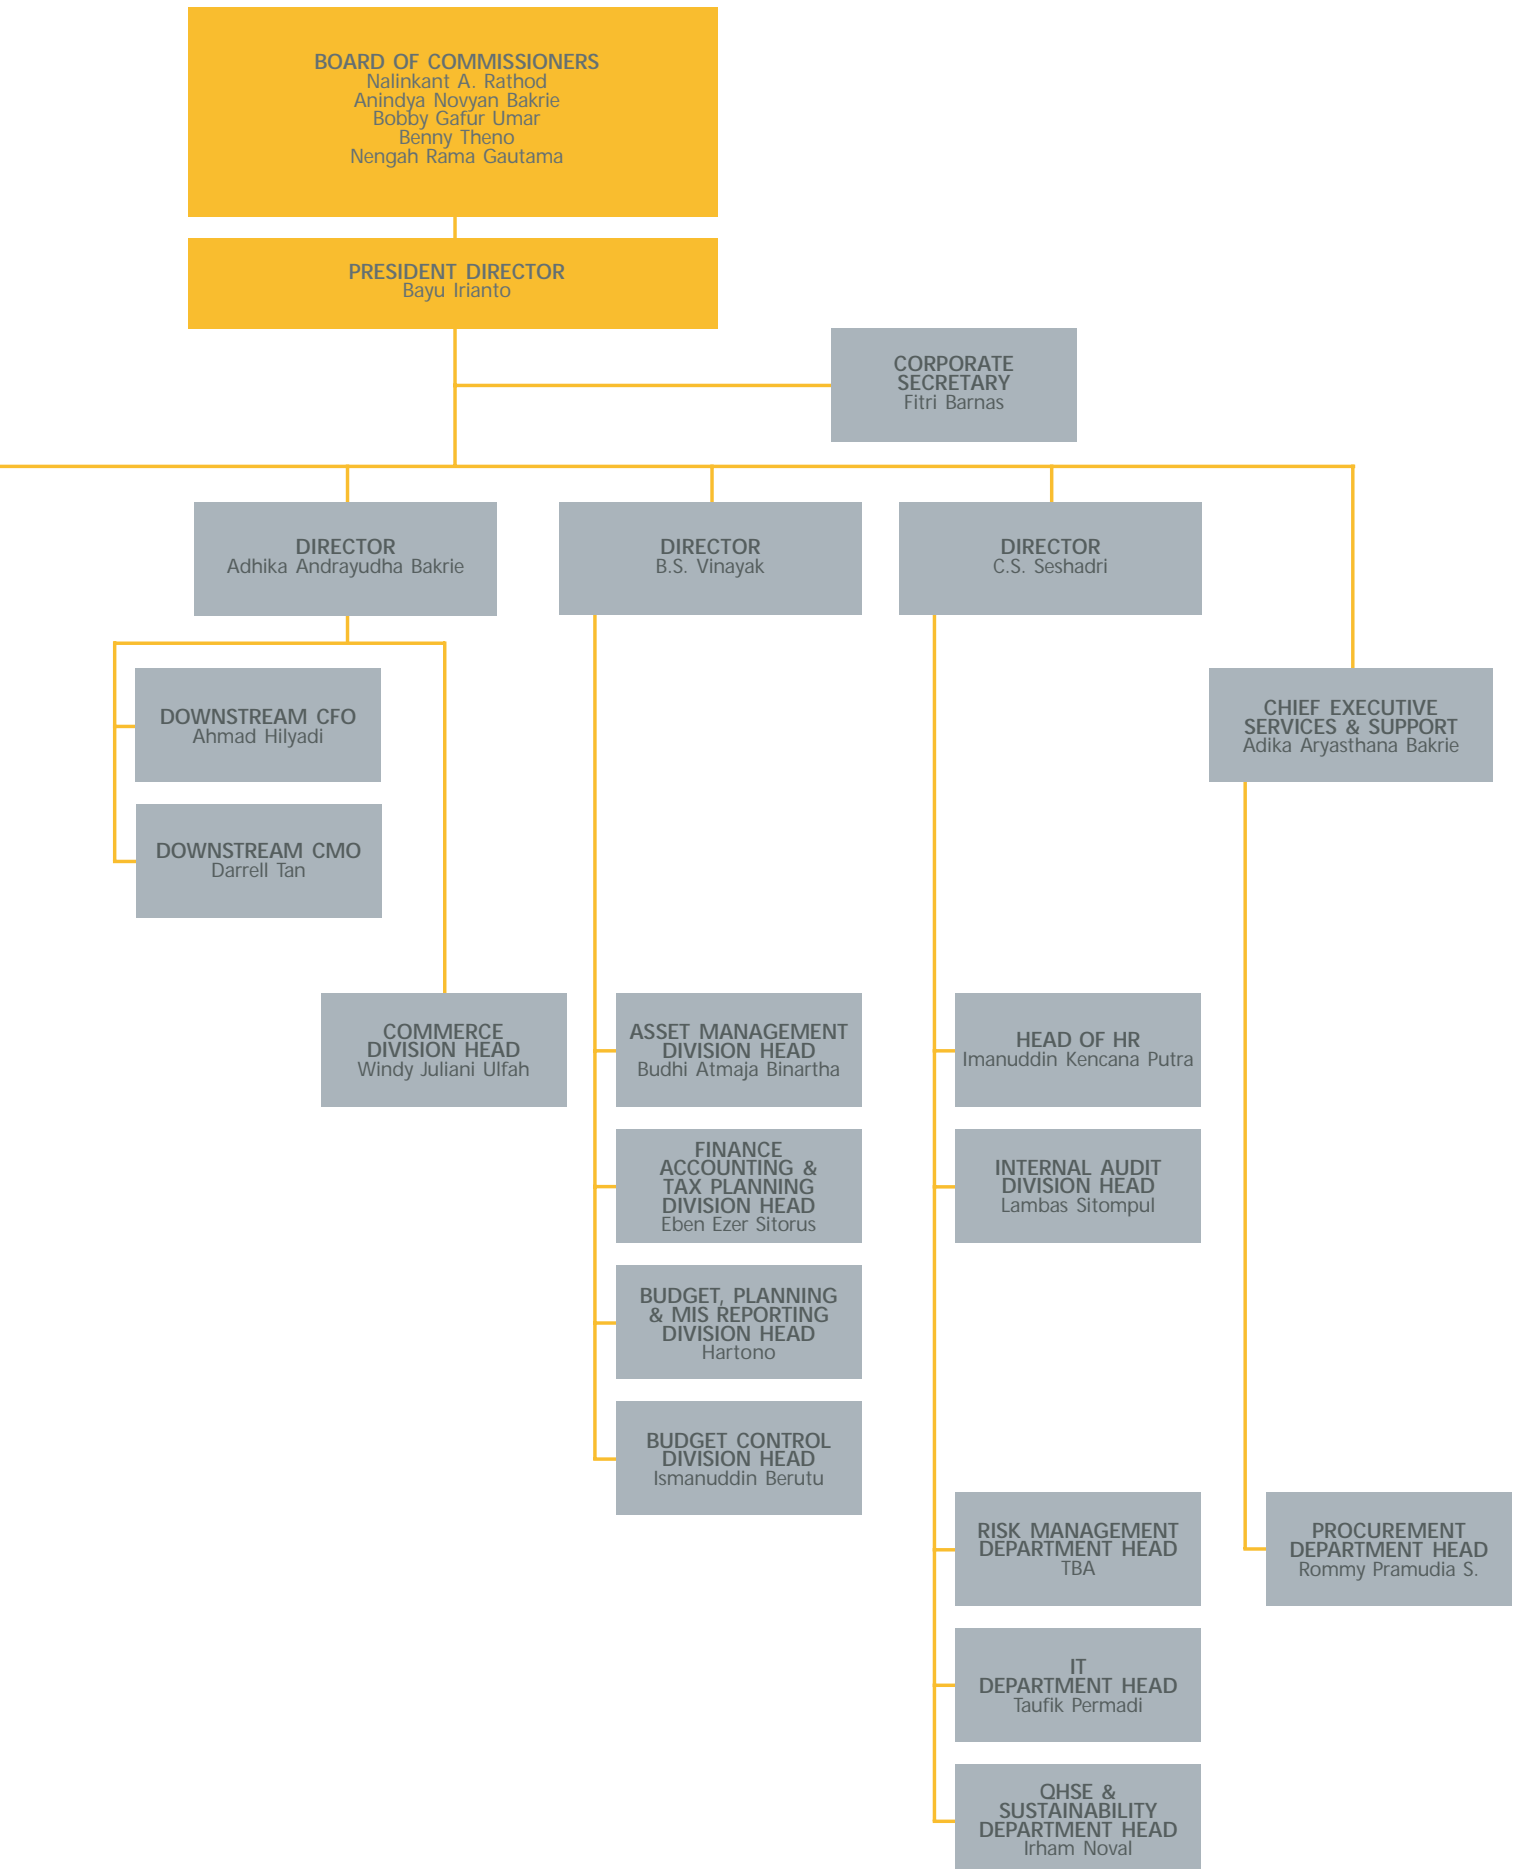 BOARD OF COMMISSIONERS
Nalinkant A. Rathod
Anindya Novyan Bakrie
Bobby Gafur Umar
Benny Theno
Nengah Rama Gautama
PRESIDENT DIRECTOR
Bayu Irianto
CORPORATE
SECRETARY
Fitri Barnas
DIRECTOR
Adhika Andrayudha Bakrie
DIRECTOR
B.S. Vinayak
DIRECTOR
C.S. Seshadri
DOWNSTREAM CFO
Ahmad Hilyadi
CHIEF EXECUTIVE
SERVICES & SUPPORT
Adika Aryasthana Bakrie
DOWNSTREAM CMO
Darrell Tan
COMMERCE
DIVISION HEAD
Windy Juliani Ulfah
ASSET MANAGEMENT
DIVISION HEAD
Budhi Atmaja Binartha
HEAD OF HR
Imanuddin Kencana Putra
FINANCE
ACCOUNTING &
TAX PLANNING
DIVISION HEAD
Eben Ezer Sitorus
INTERNAL AUDIT
DIVISION HEAD
Lambas Sitompul
BUDGET, PLANNING
& MIS REPORTING
DIVISION HEAD
Hartono
BUDGET CONTROL
DIVISION HEAD
Ismanuddin Berutu
RISK MANAGEMENT
DEPARTMENT HEAD
TBA
PROCUREMENT
DEPARTMENT HEAD
Rommy Pramudia S.
IT
DEPARTMENT HEAD
Taufik Permadi
QHSE &
SUSTAINABILITY
DEPARTMENT HEAD
Irham Noval